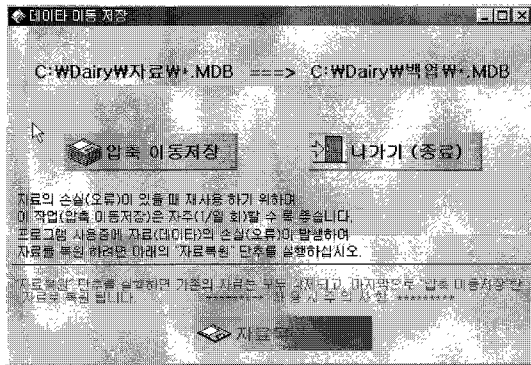 데이타 이동 저장
C:₩Dairy₩자료₩*.MDB ===> C:₩Dairy₩백업₩*.MDB
압축 이동저장
나가기 (종료)
자료의 손실(오류)이 있을 때 재사용 하기 위하여
이 작업(압축 이동저장)은 자주(1/일 회)할 수 록 좋습니다.
프로그램 사용중에 자료(데이타)의 손실(오류)이 발생하여
자료를 복원 하려면 아래의 "자료복원" 단추를 실행하십시오.
"자료복원" 단추를 실행하면 기존의 자료는 모두 삭제되고, 마지막으로 "압축 이동저장"한
자료로 복원 됩니다. ********* 사 용 시 주 의 사 항 *********